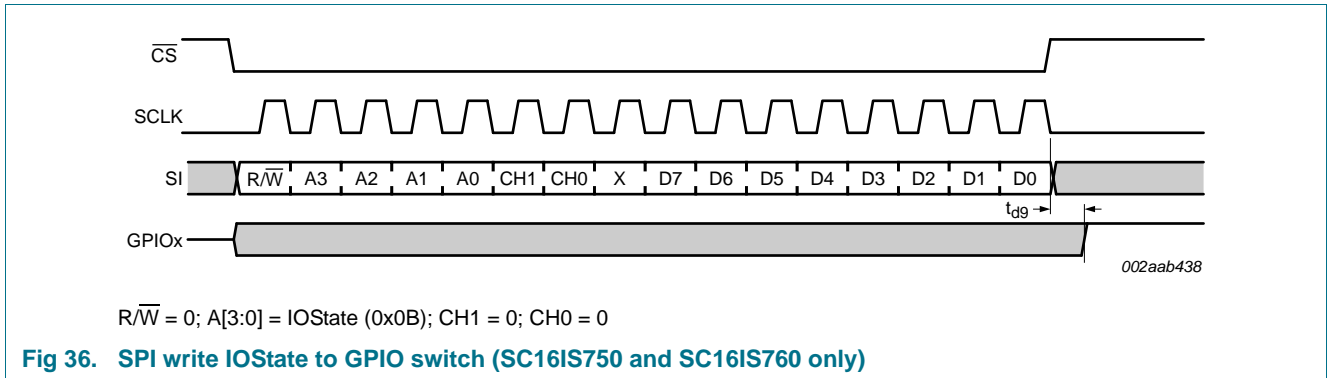 CS
SCLK
SI R/W A3 A2 A1 A0 CH1 CH0 X D7 D6 D5 D4 D3 D2 D1 D0
td9
GPIOx
002aab438
R/W = 0; A[3:0] = IOState (0x0B); CH1 = 0; CH0 = 0
Fig 36. SPI write IOState to GPIO switch (SC16IS750 and SC16IS760 only)